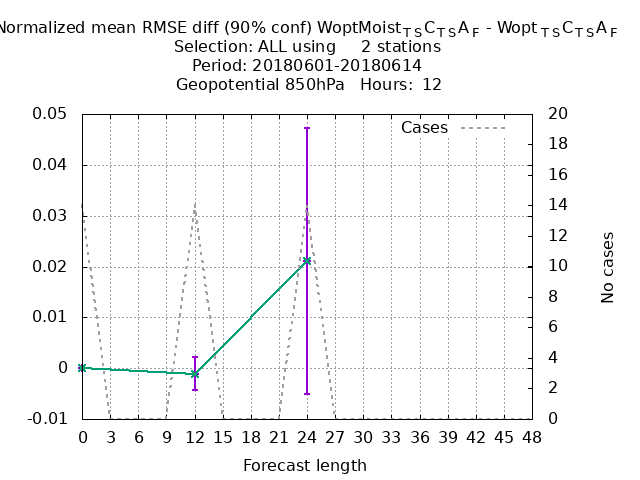 Normalized mean RMSE diff (90% conf) WoptMoist_TSC_TSA_F - Wopt_TSC_TSA_F
Selection: ALL using 2 stations
Period: 20180601-20180614
Geopotential 850hPa Hours: 12
Cases
0.05
0.04
0.03
0.02
0.01
0
-0.01
20
18
16
14
12
10
8
6
4
2
0
No cases
0 3 6 9 12 15 18 21 24 27 30 33 36 39 42 45 48
Forecast length